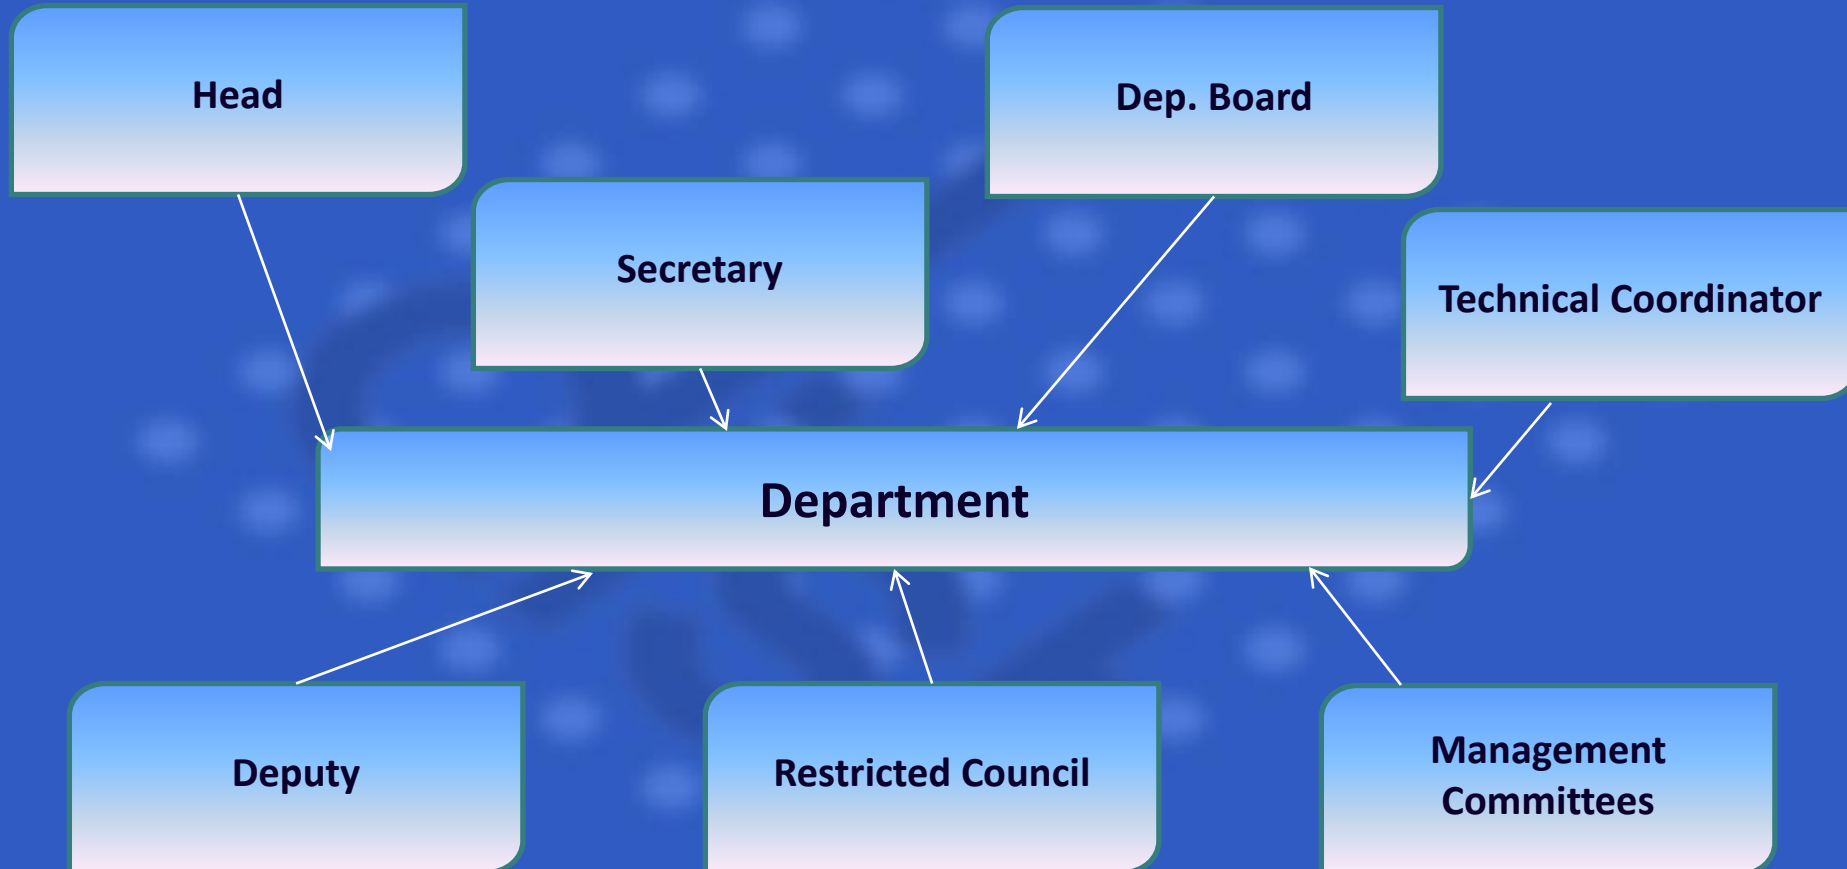 Head
Dep. Board
Secretary
Technical Coordinator
Department
Deputy
Restricted Council
Management
Committees